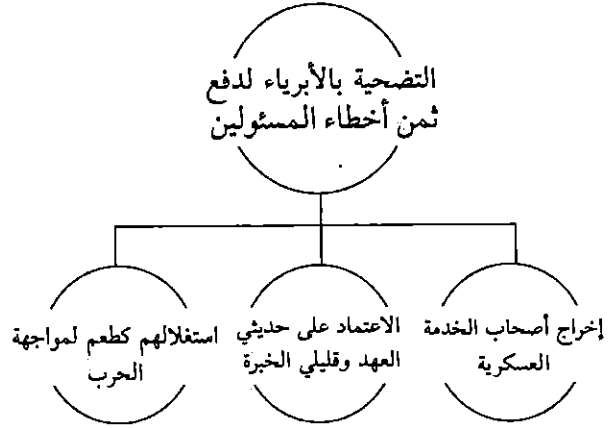 التضحية بالأبرياء لدفع
ثمن أخطاء المسئولين
إخراج أصحاب الخدمة
العسكرية
الاعتماد على حديثي
العهد وقليلي الخبرة
استغلالهم كطعم لمواجهة
الحرب